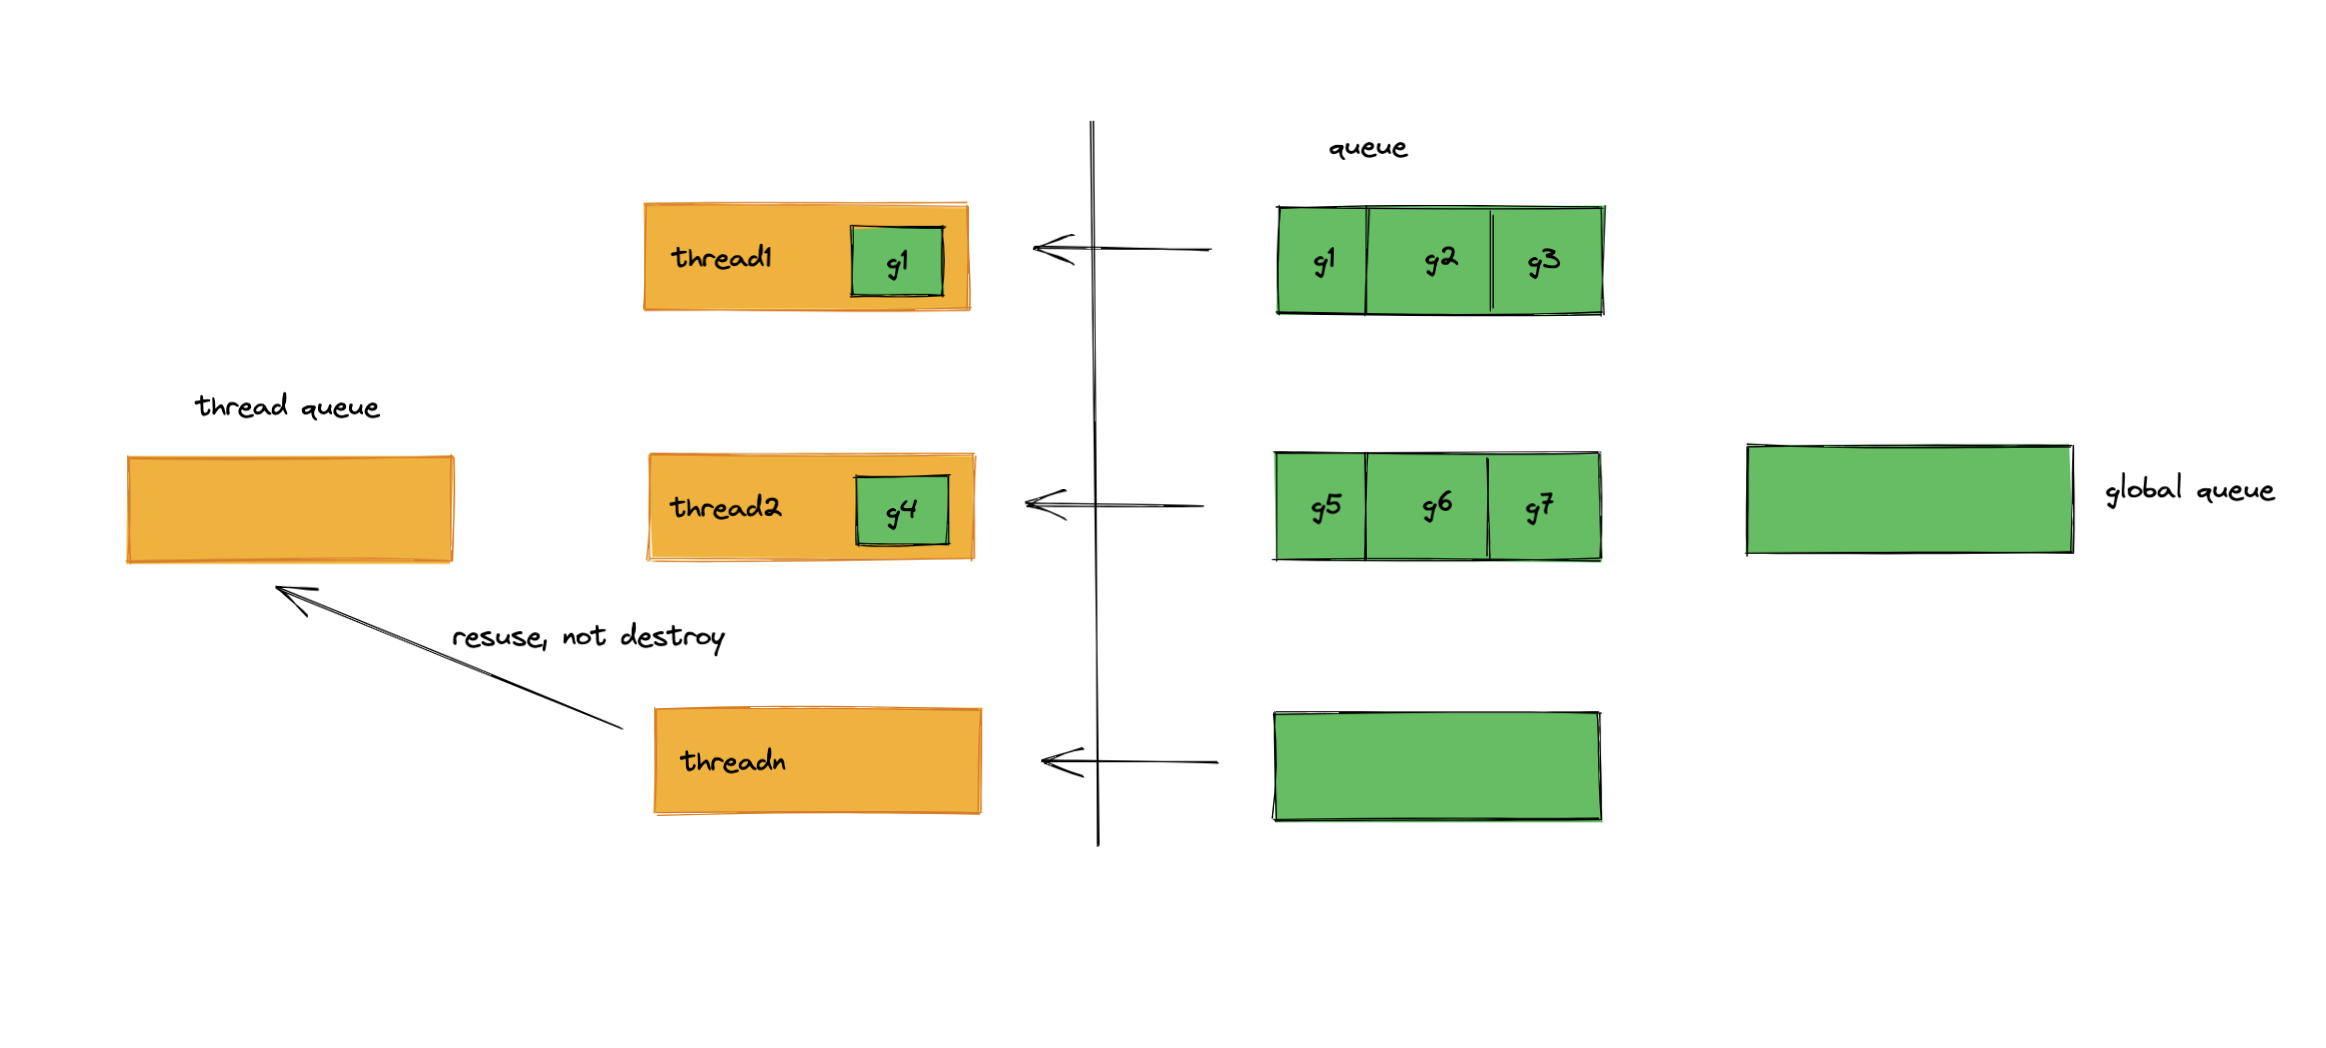 queue
thread1
g1
g1
g2
g3
thread queue
thread2
g4
g5
g6
g7
global queue
resuse, not destroy
threadn